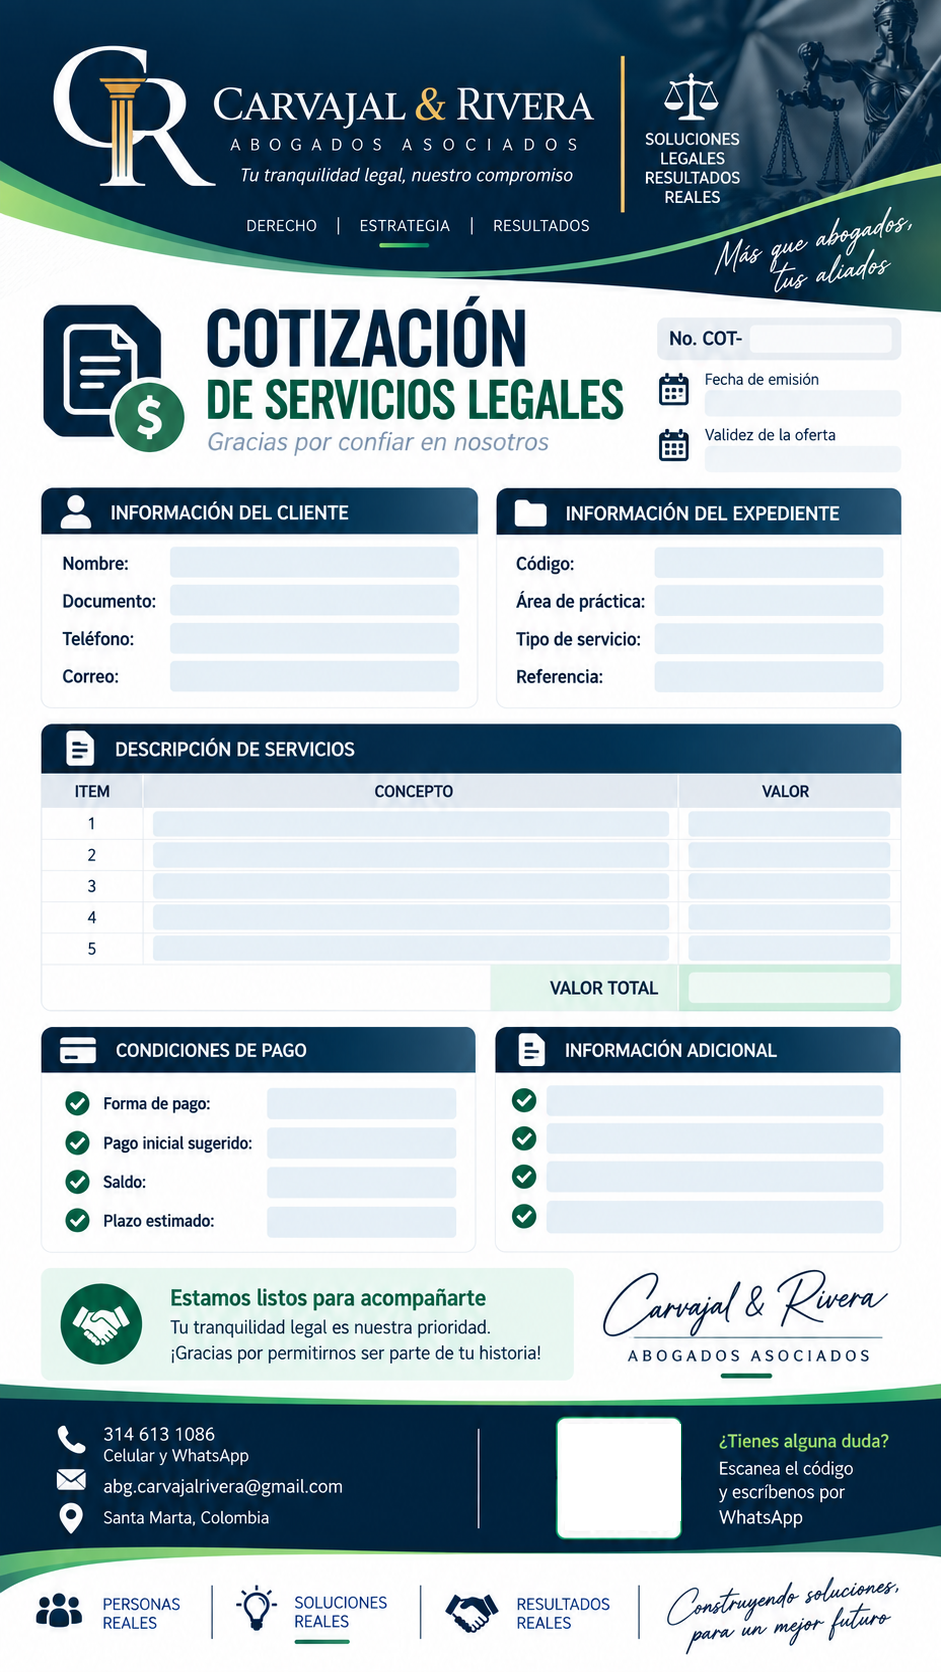 CR
CARVAJAL & RIVERA
ABOGADOS ASOCIADOS
Tu tranquilidad legal, nuestro compromiso
DERECHO | ESTRATEGIA | RESULTADOS
SOLUCIONES
LEGALES
RESULTADOS
REALES
Más que abogados,
tus aliados
COTIZACIÓN
DE SERVICIOS LEGALES
Gracias por confiar en nosotros
No. COT-
Fecha de emisión
Validez de la oferta
INFORMACIÓN DEL CLIENTE
Nombre:
Documento:
Teléfono:
Correo:
INFORMACIÓN DEL EXPEDIENTE
Código:
Área de práctica:
Tipo de servicio:
Referencia:
DESCRIPCIÓN DE SERVICIOS
ITEM CONCEPTO VALOR
1
2
3
4
5
VALOR TOTAL
CONDICIONES DE PAGO
Forma de pago:
Pago inicial sugerido:
Saldo:
Plazo estimado:
INFORMACIÓN ADICIONAL
Estamos listos para acompañarte
Tu tranquilidad legal es nuestra prioridad.
¡Gracias por permitirnos ser parte de tu historia!
Carvajal & Rivera
ABOGADOS ASOCIADOS
314 613 1086
Celular y WhatsApp
abg.carvajalrivera@gmail.com
Santa Marta, Colombia
¿Tienes alguna duda?
Escanea el código
y escríbenos por
WhatsApp
PERSONAS
REALES
SOLUCIONES
REALES
RESULTADOS
REALES
Construyendo soluciones,
para un mejor futuro